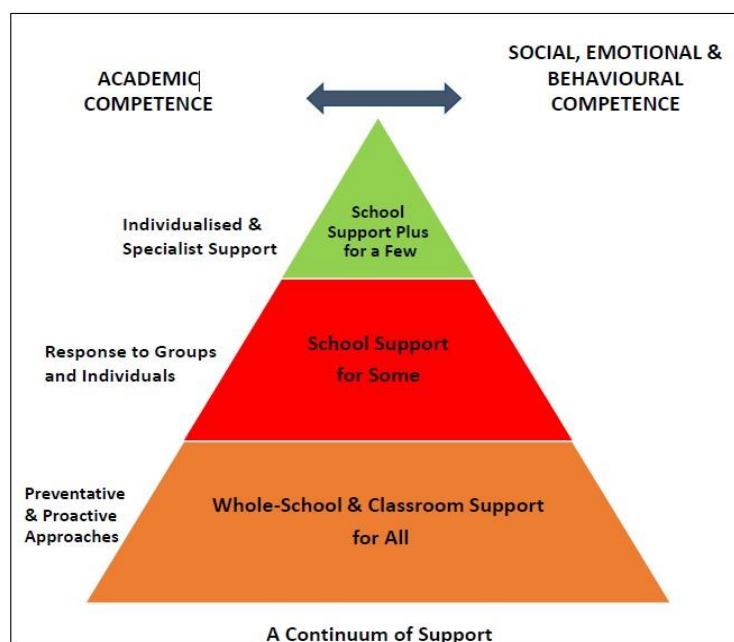 ACADEMIC
COMPETENCE
SOCIAL, EMOTIONAL &
BEHAVIOURAL
COMPETENCE
Individualised &
Specialist Support
School
Support Plus
for a Few
Response to Groups
and Individuals
School Support
for Some
Preventative
& Proactive
Approaches
Whole-School & Classroom Support
for All
A Continuum of Support